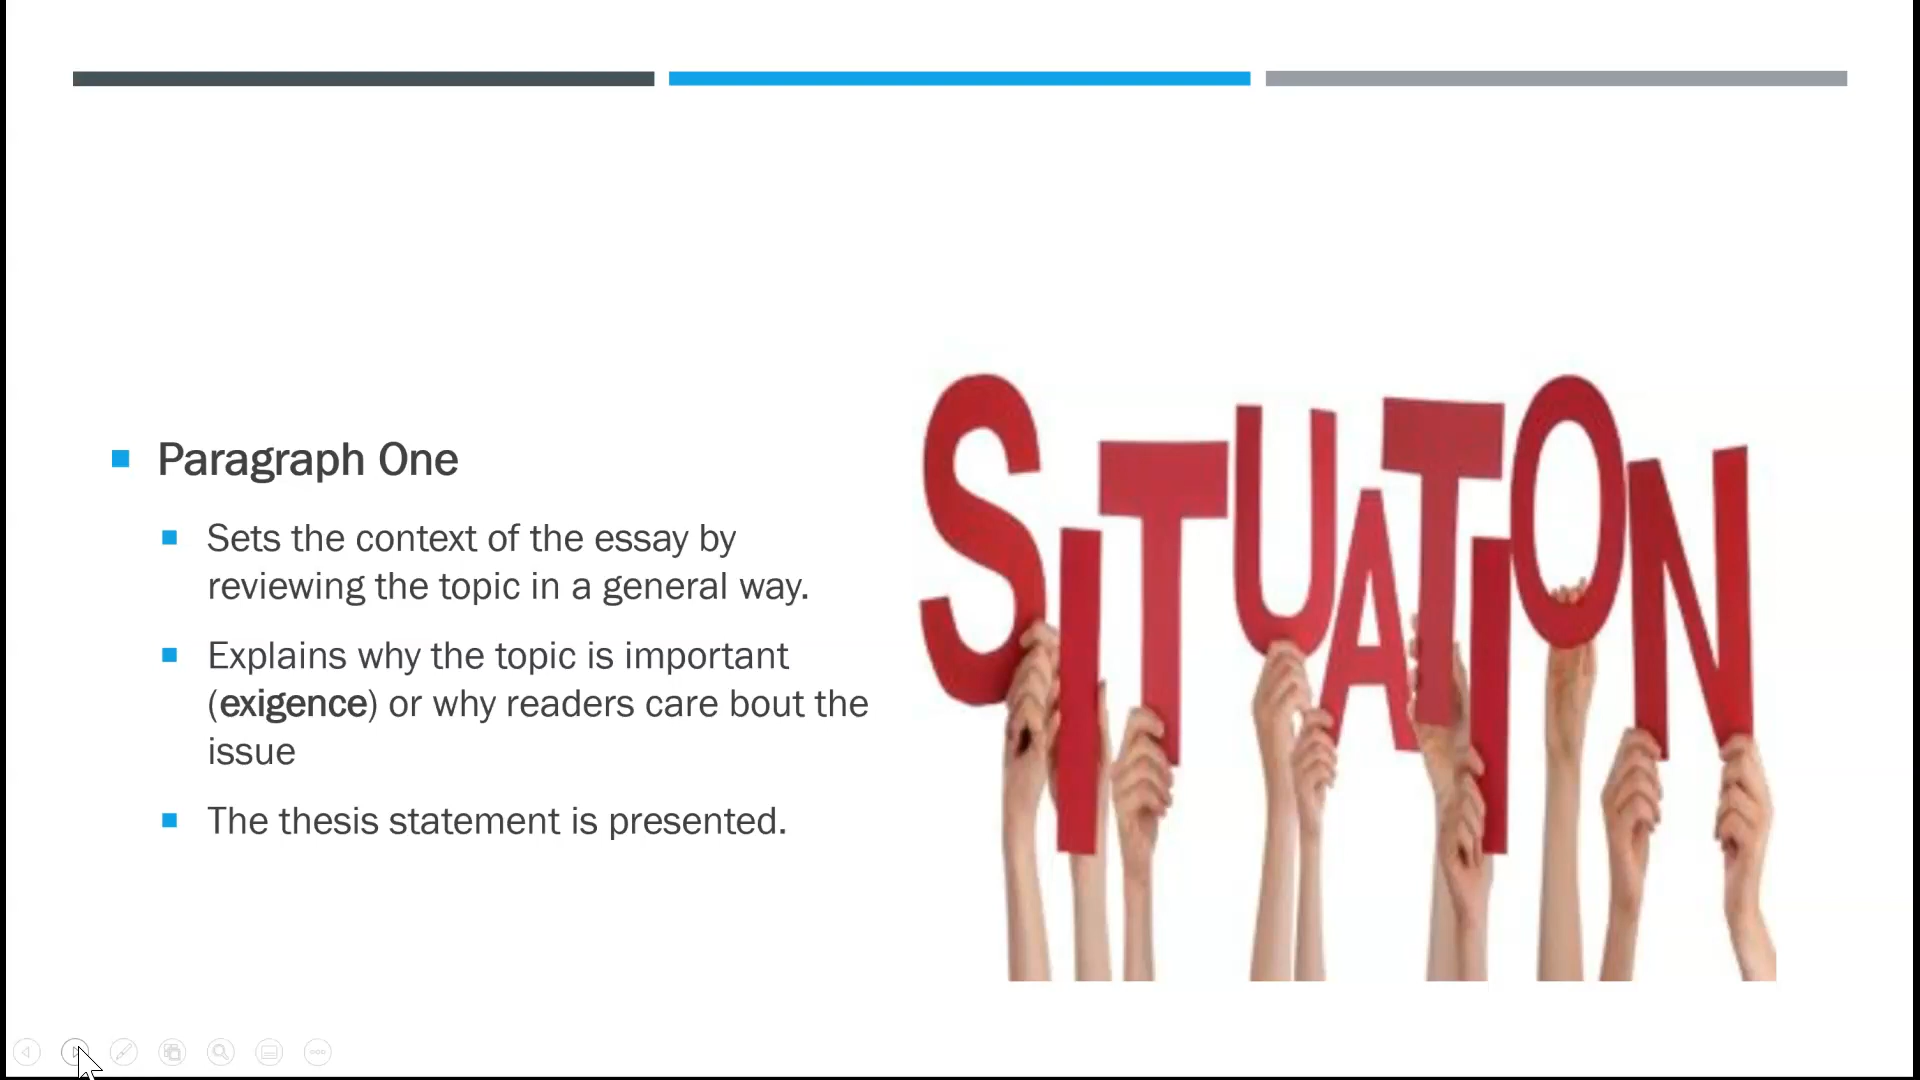 Paragraph One
Sets the context of the essay by
reviewing the topic in a general way.
Explains why the topic is important
(exigence) or why readers care bout the
issue
The thesis statement is presented.
SITUATION